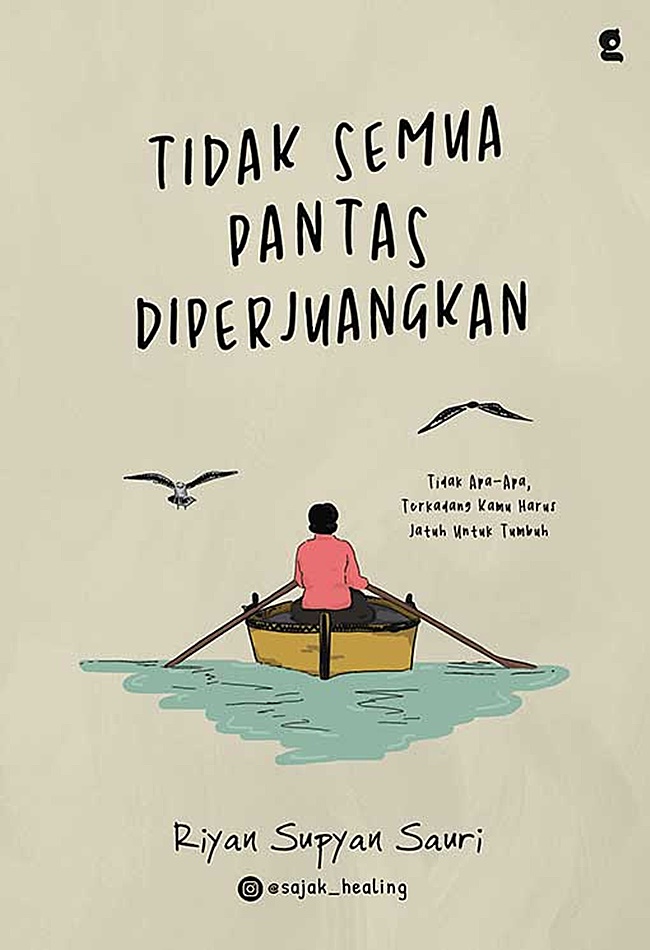 g
TIDAK SEMUA
PANTAS
DIPERJUANGKAN
Tidak Apa-Apa,
Terkadang Kamu Harus
Jatuh Untuk Tumbuh
Riyan Supyan Sauri
@sajak_healing